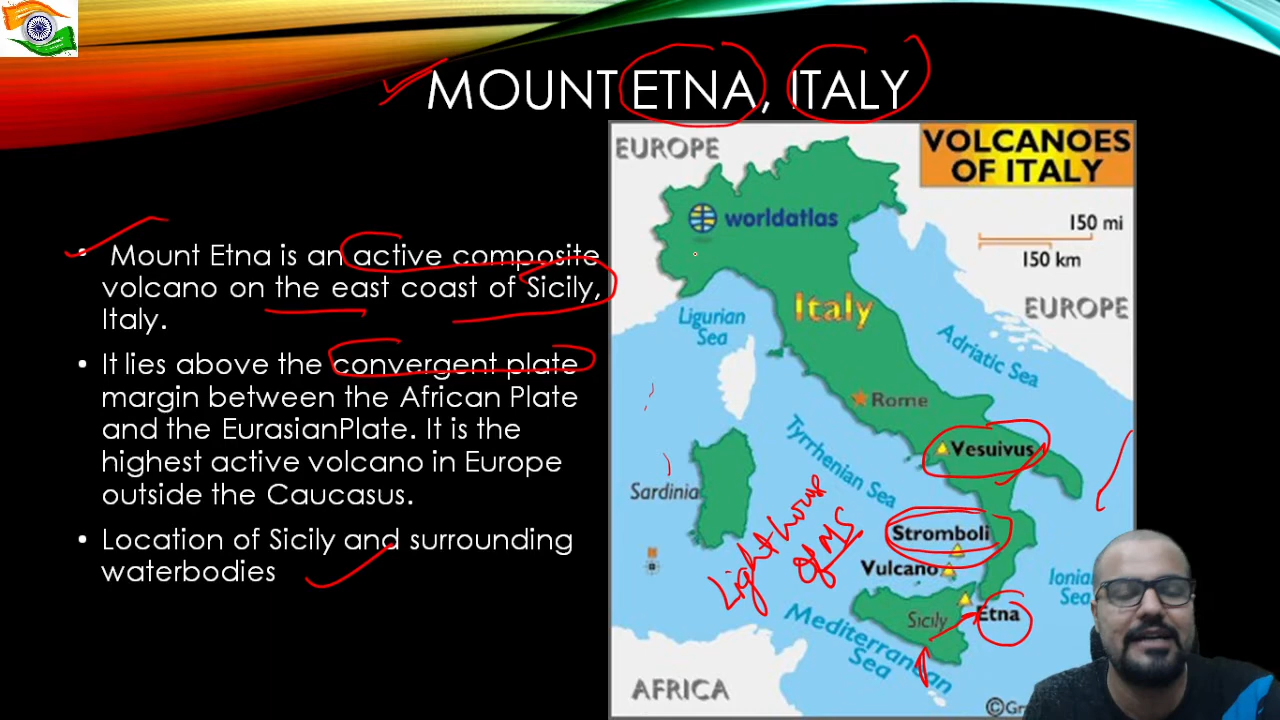 MOUNT ETNA, ITALY
• Mount Etna is an active composite
volcano on the east coast of Sicily,
Italy.
• It lies above the convergent plate
margin between the African Plate
and the EurasianPlate. It is the
highest active volcano in Europe
outside the Caucasus.
• Location of Sicily and surrounding
waterbodies
EUROPE
VOLCANOES
OF ITALY
worldatlas
150 mi
150 km
EUROPE
Italy
Ligurian
Sea
Adriatic Sea
Rome
Tyrrhenian Sea
Vesuivus
Sardinia
Lighthouse
of MS
Stromboli
Vulcano
Ionian
Sea
Sicily
Etna
Mediterranean
Sea
AFRICA